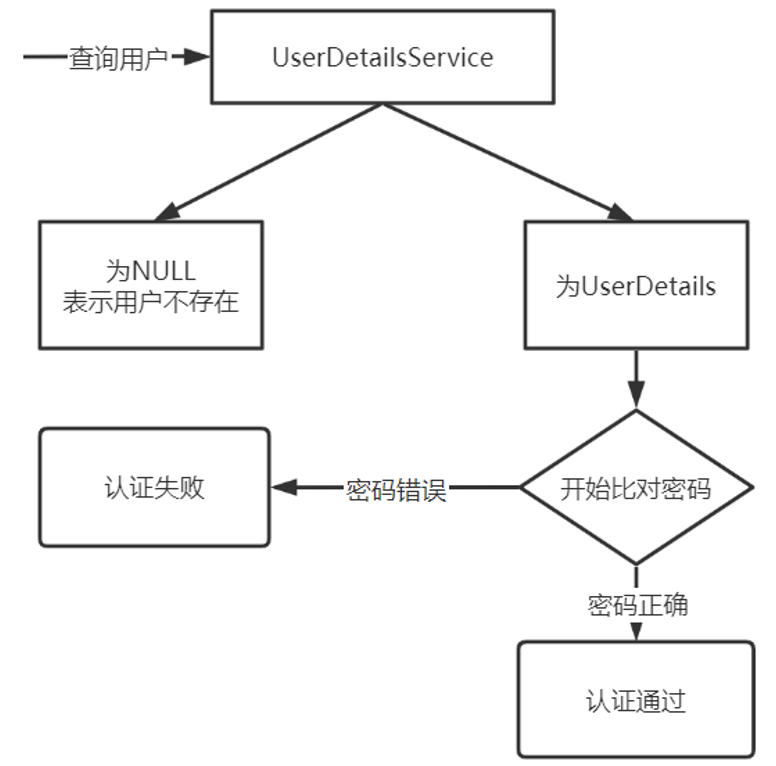 查询用户
UserDetailsService
为NULL
表示用户不存在
为UserDetails
认证失败
密码错误
开始比对密码
密码正确
认证通过